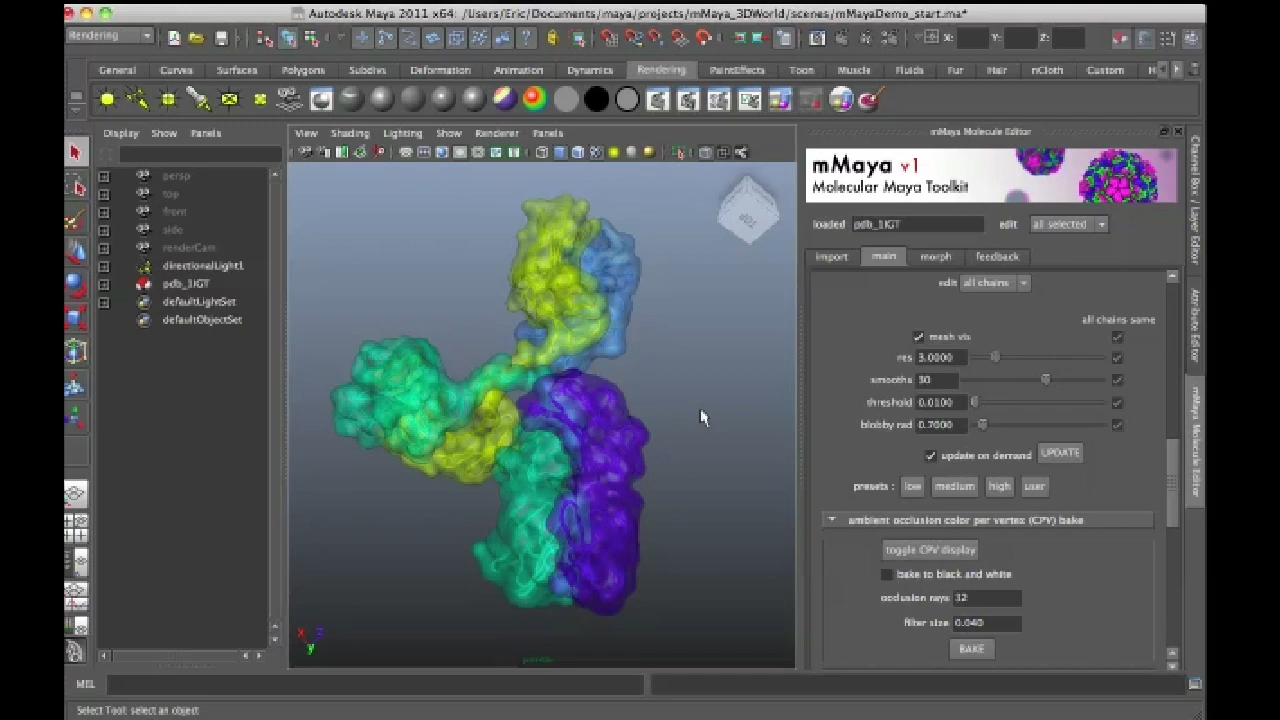 Autodesk Maya 2011 x64: /Users/Eric/Documents/maya/projects/mMaya_3DWorld/scenes/mMayaDemo_start.ma*
Rendering X: Y: Z:
General Curves Surfaces Polygons Subdivs Deformation Animation Dynamics Rendering PaintEffects Toon Muscle Fluids Fur Hair nCloth Custom H
Display Show Panels
View Shading Lighting Show Renderer Panels
mMaya Molecule Editor
persp
top
front
side
renderCam
directionalLight1
pdb_1IGT
defaultLightSet
defaultObjectSet
TOP
X Z
y
persp
mMaya v1
Molecular Maya Toolkit
loaded pdb_1IGT edit all selected
import main morph feedback
edit all chains
all chains same
mesh vis
res 3.0000
smooths 30
threshold 0.0100
blobby rad 0.7000
update on demand UPDATE
presets : low medium high user
ambient occlusion color per vertex (CPV) bake
toggle CPV display
bake to black and white
occlusion rays 32
filter size 0.040
BAKE
Channel Box / Layer Editor
Attribute Editor
mMaya Molecule Editor
MEL
Select Tool: select an object